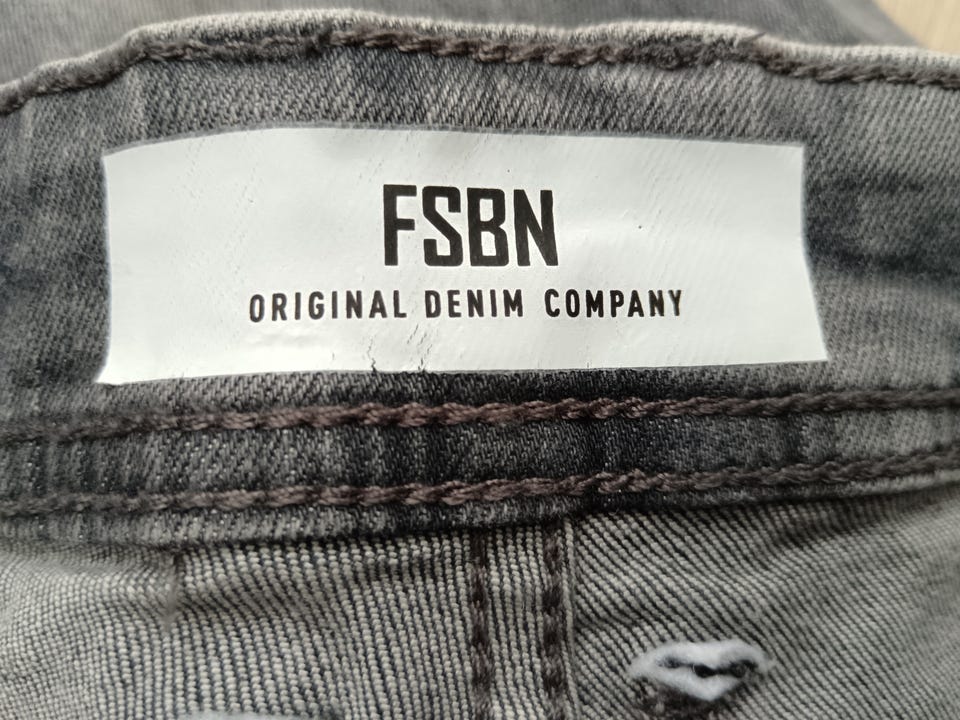 FSBN
ORIGINAL DENIM COMPANY